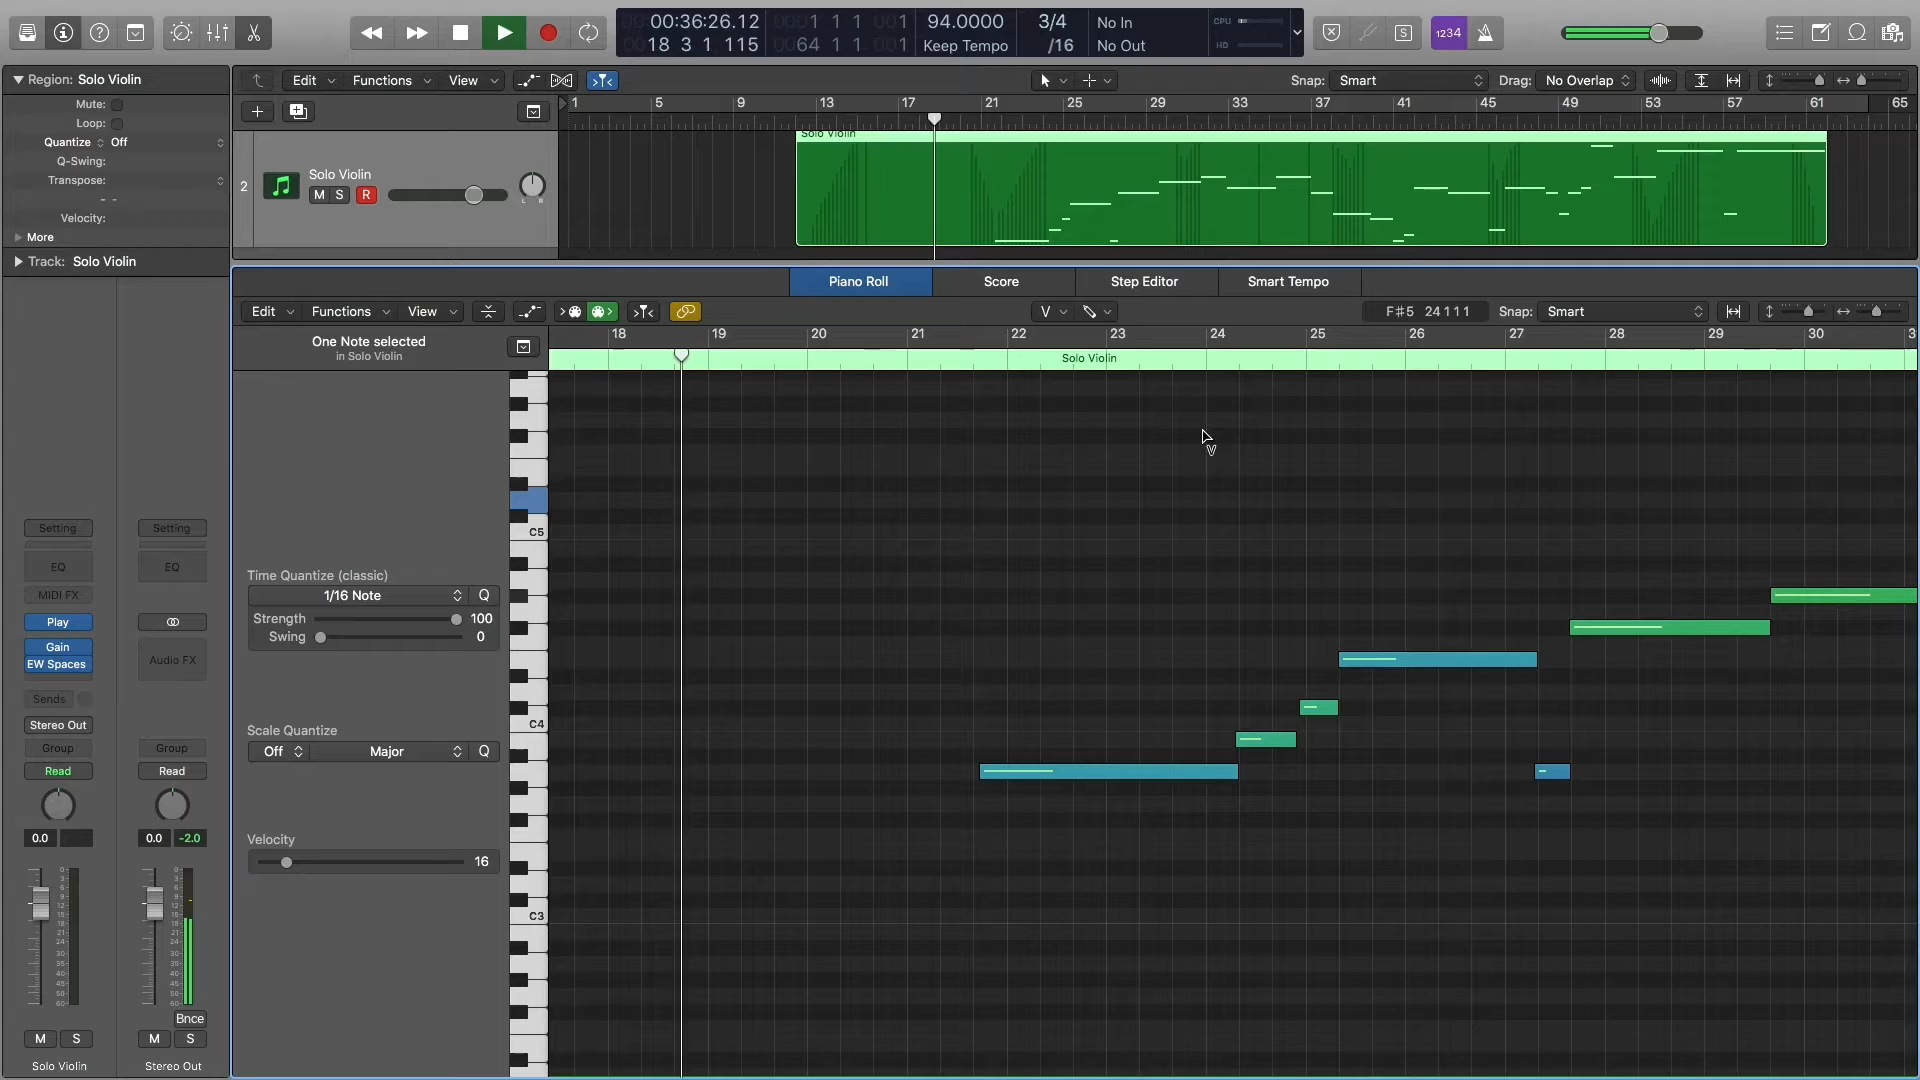 00:36:26.12
18 3 1 115
0001 1 1 001
0064 1 1 001
94.0000
Keep Tempo
3/4
/16
No In
No Out
CPU
HD
S
1234
Region: Solo Violin
Mute:
Loop:
Quantize Off
Q-Swing:
Transpose:
Velocity:
More
Track: Solo Violin
Edit Functions View
Snap: Smart
Drag: No Overlap
1 5 9 13 17 21 25 29 33 37 41 45 49 53 57 61 65
2
Solo Violin
M S R
L R
Solo Violin
Piano Roll
Score
Step Editor
Smart Tempo
Edit Functions View
V
F#5 24 1 1 1
Snap: Smart
One Note selected
in Solo Violin
18 19 20 21 22 23 24 25 26 27 28 29 30 3
Solo Violin
C5
C4
C3
Time Quantize (classic)
1/16 Note Q
Strength 100
Swing 0
Scale Quantize
Off Major Q
Velocity
16
Setting Setting
EQ EQ
MIDI FX
Play
Gain
EW Spaces
Audio FX
Sends
Stereo Out
Group Group
Read Read
0.0 0.0 -2.0
Bnce
M S M S
Solo Violin Stereo Out